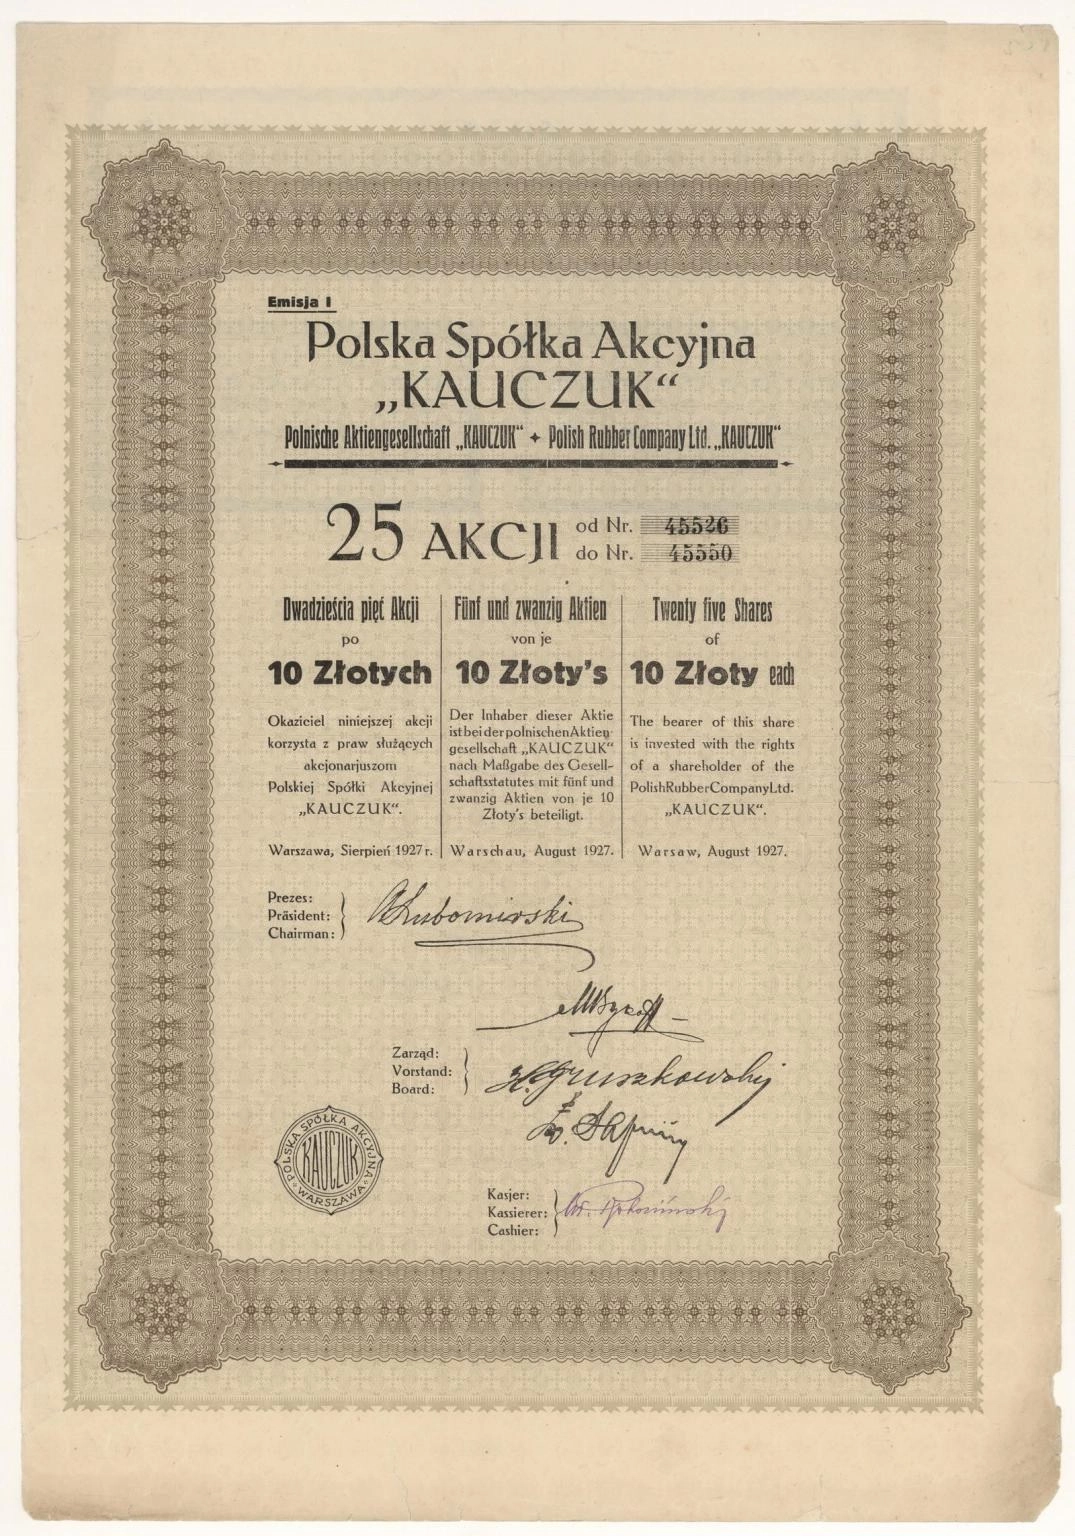 Emisja I
Polska Spółka Akcyjna
„KAUCZUK“
Polnische Aktiengesellschaft „KAUCZUK“ + Polish Rubber Company Ltd. „KAUCZUK“
25 AKCJI
od Nr. 45526
do Nr. 45550
Dwadzieścia pięć Akcji
po
10 Złotych
Okaziciel niniejszej akcji
korzysta z praw służących
akcjonarjuszom
Polskiej Spółki Akcyjnej
„KAUCZUK“.
Warszawa, Sierpień 1927 r.
Fünf und zwanzig Aktien
von je
10 Złoty's
Der Inhaber dieser Aktie
ist bei der polnischen Aktien-
gesellschaft „KAUCZUK“
nach Maßgabe des Gesell-
schaftsstatutes mit fünf und
zwanzig Aktien von je 10
Złoty's beteiligt.
Warschau, August 1927.
Twenty five Shares
of
10 Złoty each
The bearer of this share
is invested with the rights
of a shareholder of the
Polish Rubber Company Ltd.
„KAUCZUK“.
Warsaw, August 1927.
Prezes:
Präsident:
Chairman:
Lubomirski
Zarząd:
Vorstand:
Board:
H. Gruszkowski
POLSKA SPÓŁKA AKCYJNA
KAUCZUK
WARSZAWA
Kasjer:
Kassierer:
Cashier: